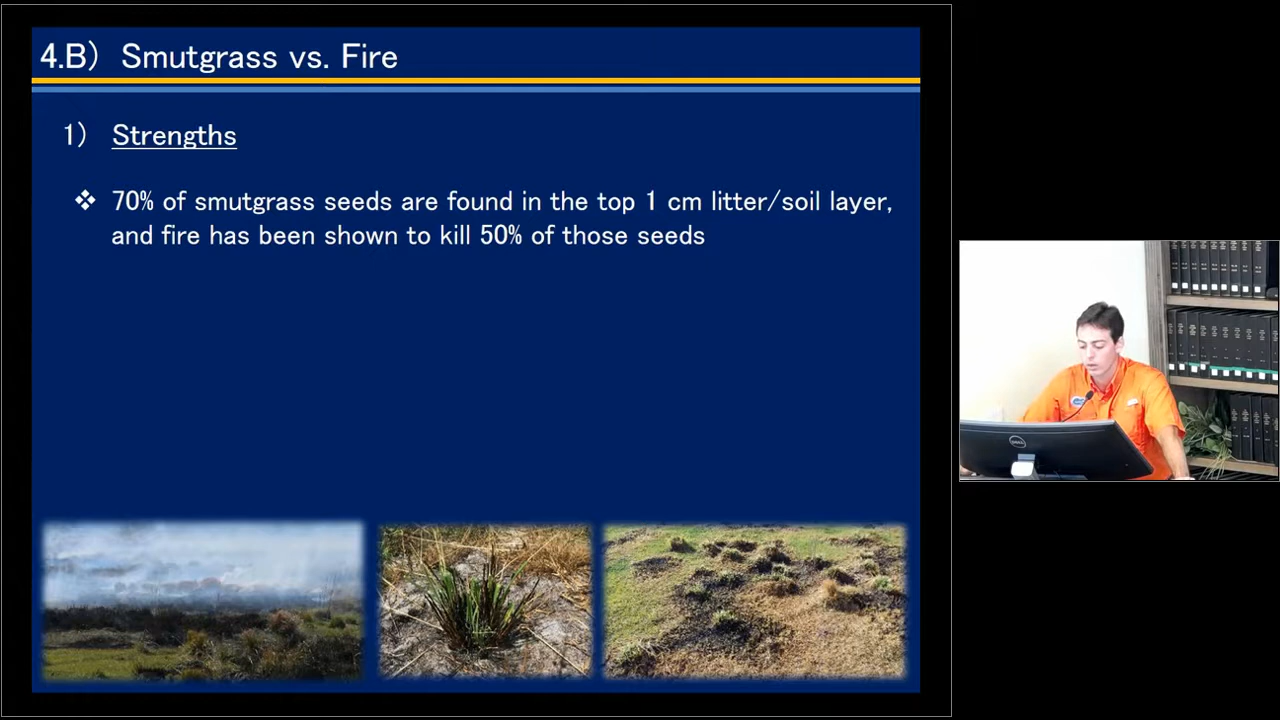 4.B) Smutgrass vs. Fire
1) Strengths
❖ 70% of smutgrass seeds are found in the top 1 cm litter/soil layer,
and fire has been shown to kill 50% of those seeds
DELL